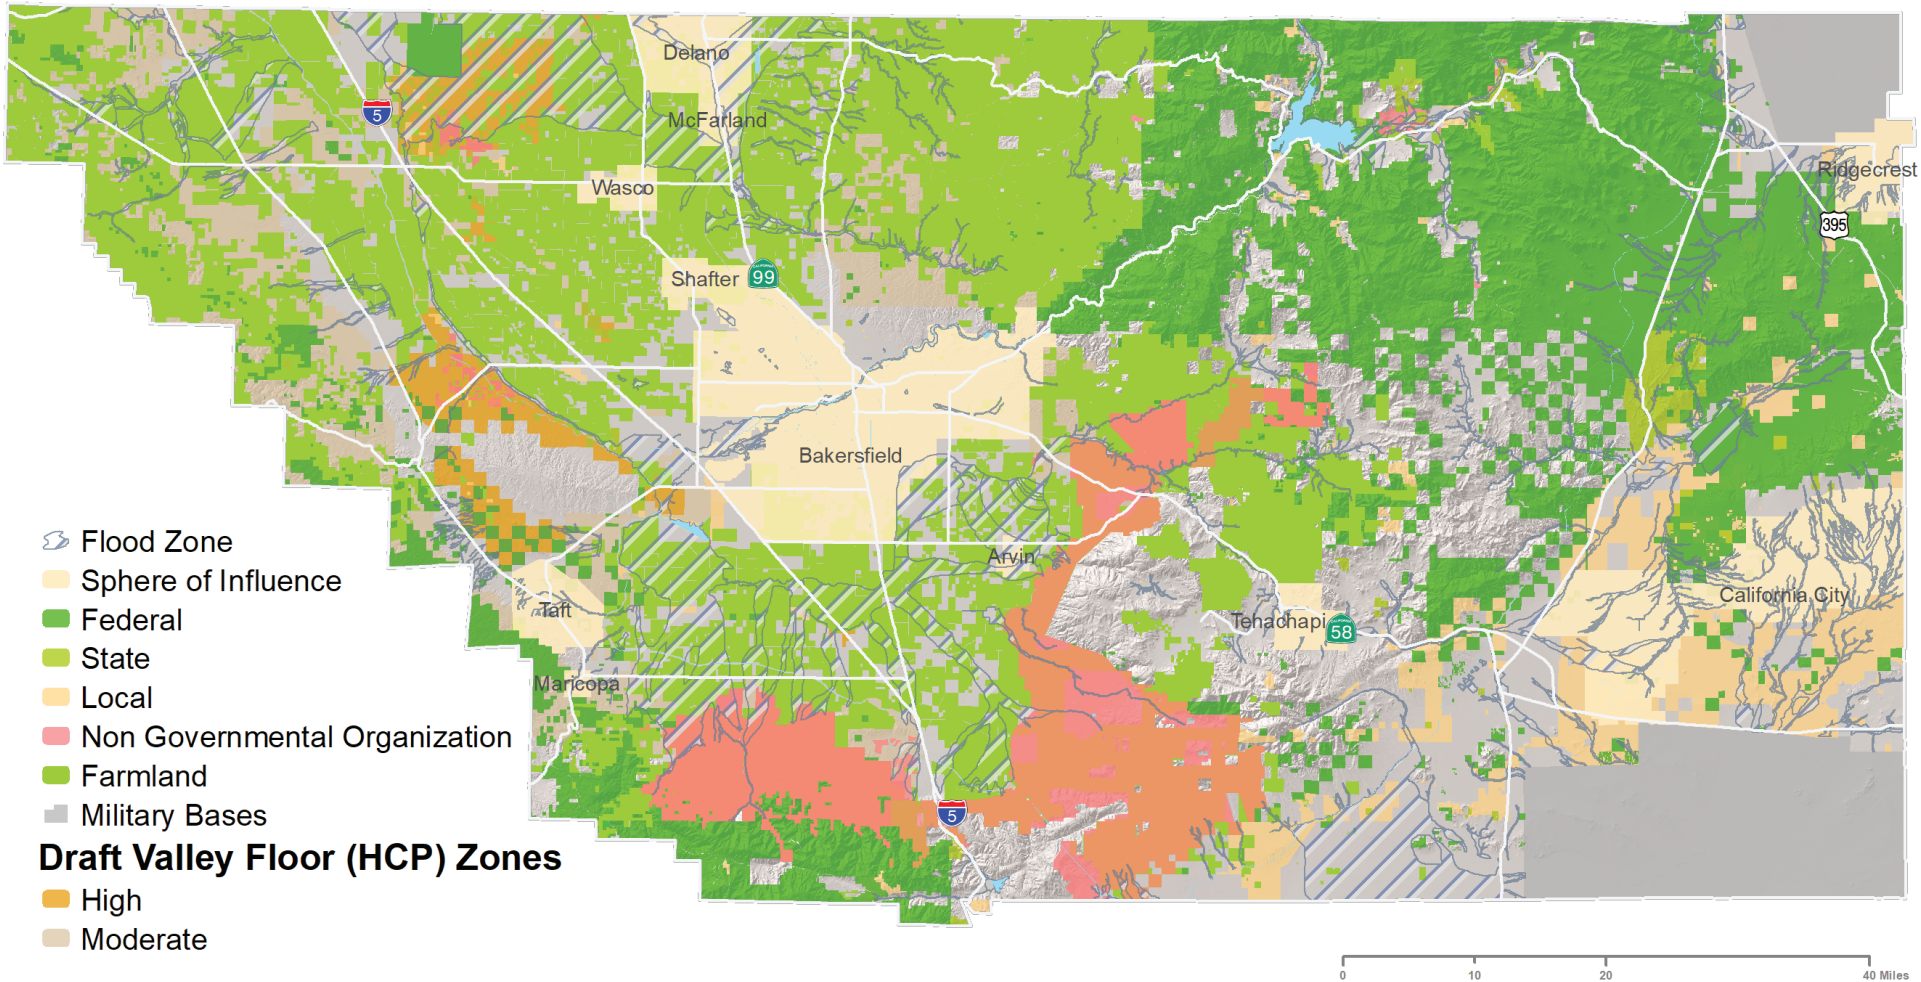 Delano
5
McFarland
Ridgecrest
Wasco
395
Shafter
99
Bakersfield
Flood Zone
Arvin
Sphere of Influence
California City
Taft
Federal
Tehachapi
58
State
Maricopa
Local
Non Governmental Organization
Farmland
Military Bases
5
Draft Valley Floor (HCP) Zones
High
Moderate
0 10 20 40 Miles